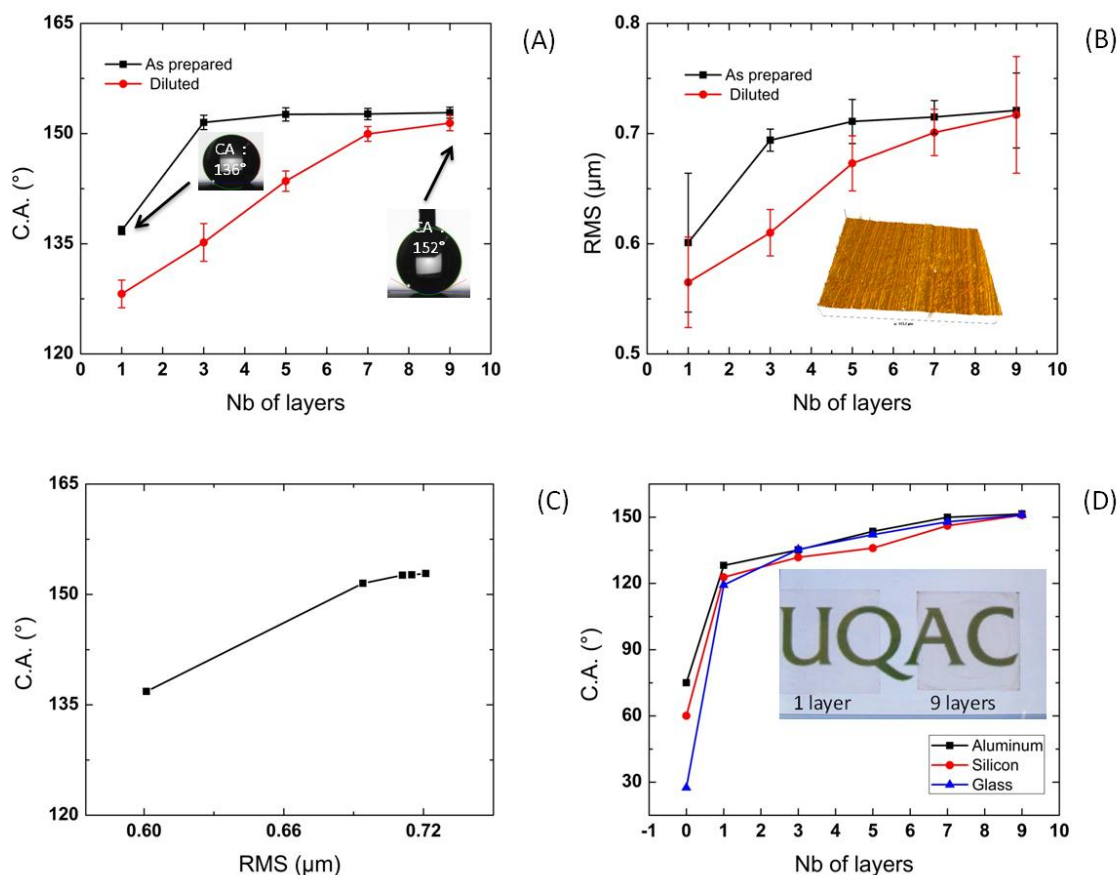 (A)
165
150
135
120
C.A. (°)
As prepared
Diluted
CA :
136°
CA :
152°
0 1 2 3 4 5 6 7 8 9 10
Nb of layers
(B)
0.8
0.7
0.6
0.5
RMS (µm)
As prepared
Diluted
0 1 2 3 4 5 6 7 8 9 10
Nb of layers
(C)
165
150
135
120
C.A. (°)
0.60 0.66 0.72
RMS (µm)
(D)
150
120
90
60
30
C.A. (°)
UQAC
1 layer 9 layers
Aluminum
Silicon
Glass
-1 0 1 2 3 4 5 6 7 8 9 10
Nb of layers